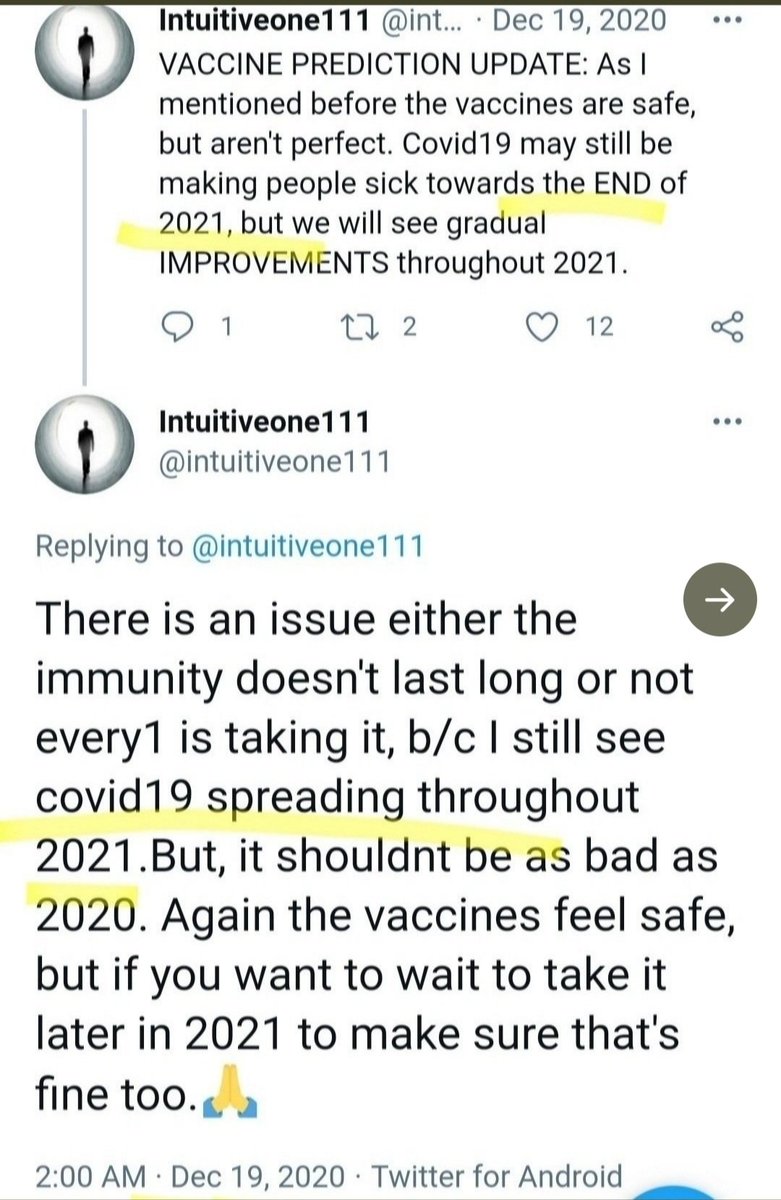 Intuitiveone111 @int... · Dec 19, 2020
VACCINE PREDICTION UPDATE: As I
mentioned before the vaccines are safe,
but aren't perfect. Covid19 may still be
making people sick towards the END of
2021, but we will see gradual
IMPROVEMENTS throughout 2021.
1 2 12
Intuitiveone111
@intuitiveone111
Replying to @intuitiveone111
There is an issue either the
immunity doesn't last long or not
every1 is taking it, b/c I still see
covid19 spreading throughout
2021.But, it shouldnt be as bad as
2020. Again the vaccines feel safe,
but if you want to wait to take it
later in 2021 to make sure that's
fine too.🙏
2:00 AM · Dec 19, 2020 · Twitter for Android